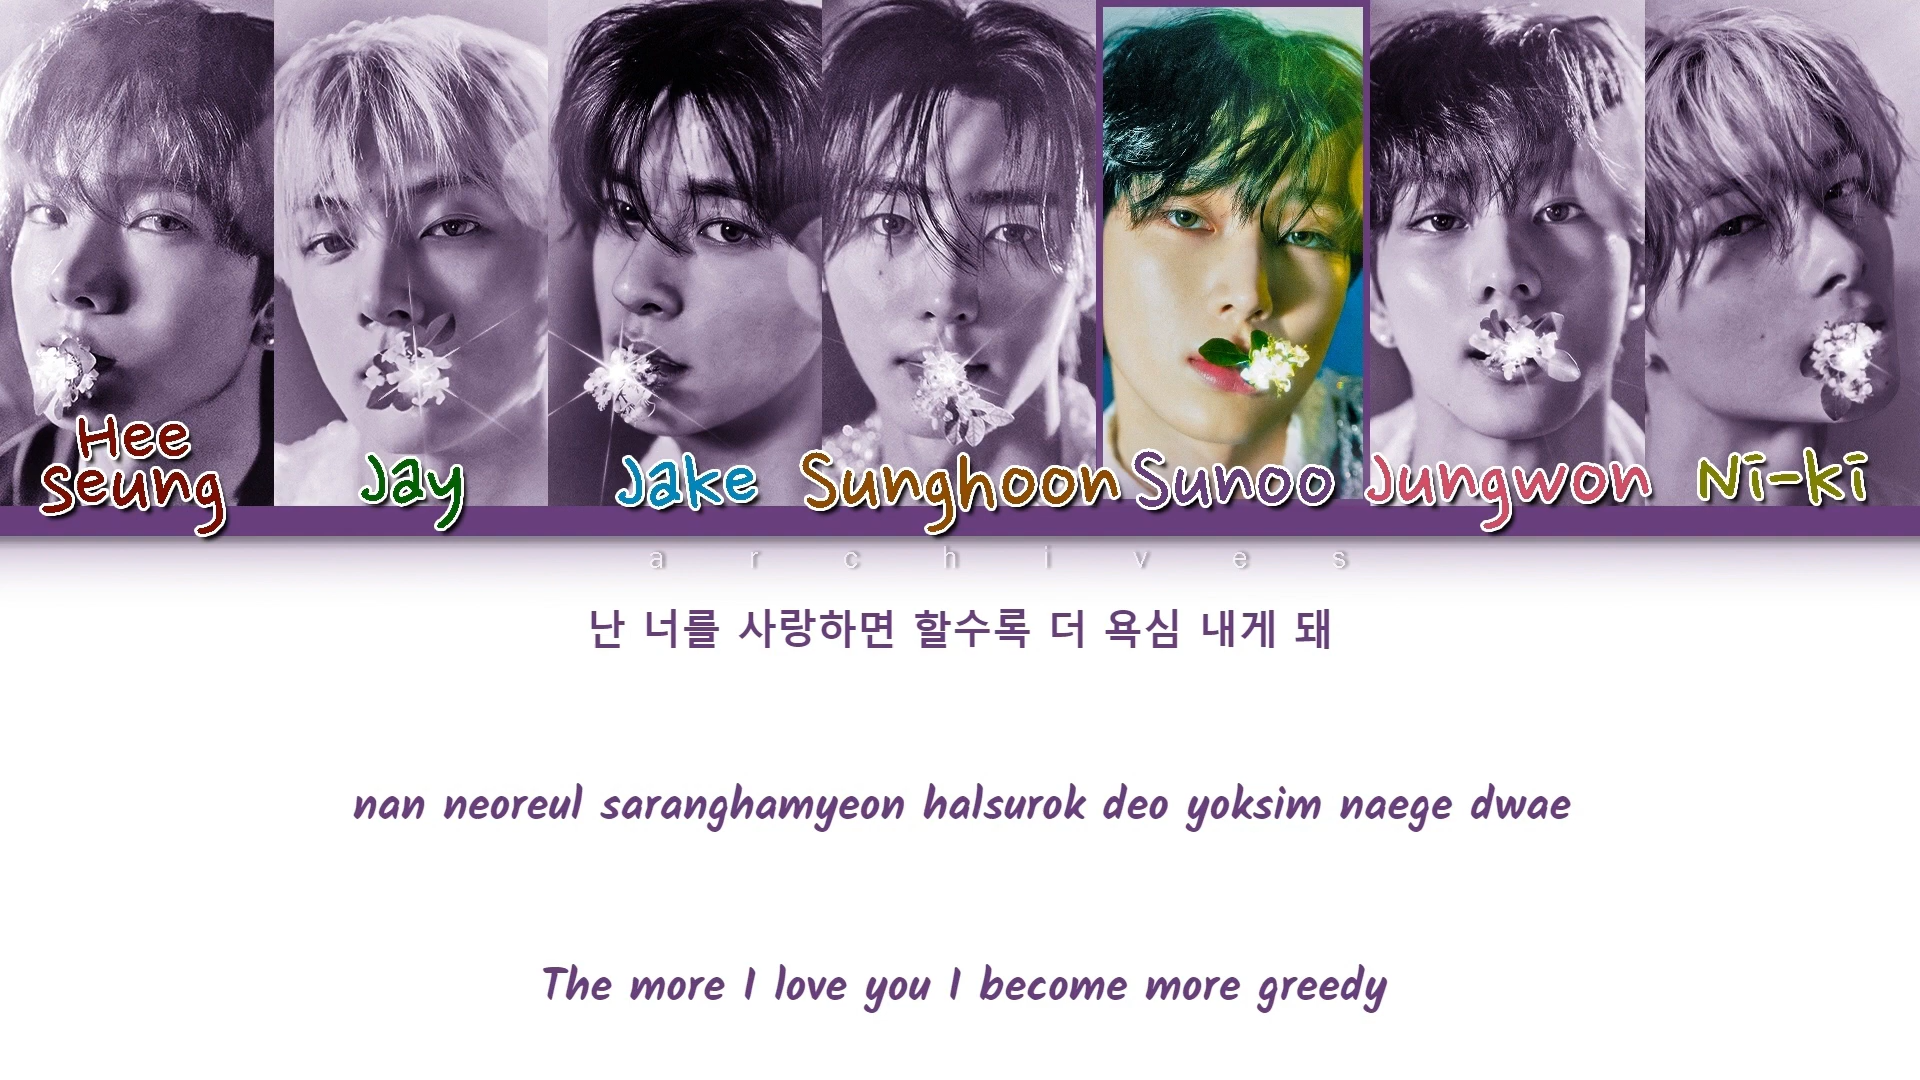 Hee
seung
Jay
Jake
Sunghoon
Sunoo
Jungwon
Ni-ki
archives
난 너를 사랑하면 할수록 더 욕심 내게 돼
nan neoreul saranghamyeon halsurok deo yoksim naege dwae
The more I love you I become more greedy